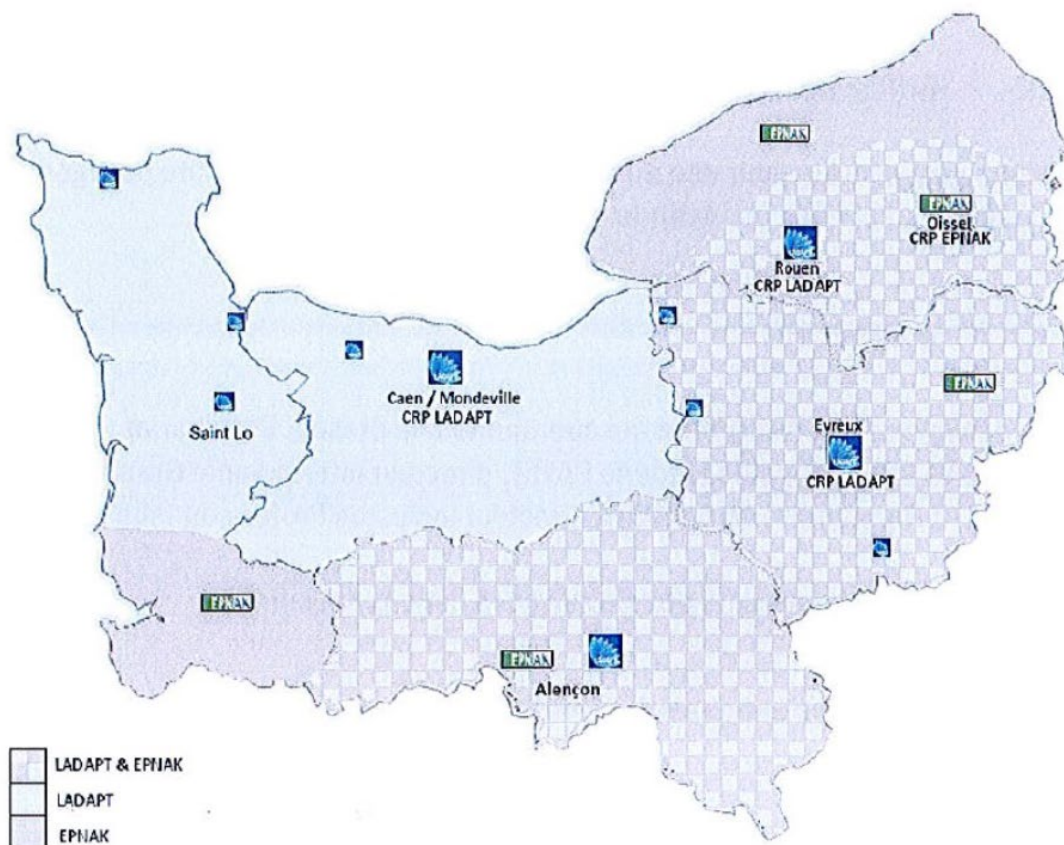 EPNAK
EPNAK
Oissel
CRP EPNAK
Rouen
CRP LADAPT
Caen / Mondeville
CRP LADAPT
EPNAK
Saint Lo
Evreux
CRP LADAPT
EPNAK
EPNAK
Alençon
LADAPT & EPNAK
LADAPT
EPNAK